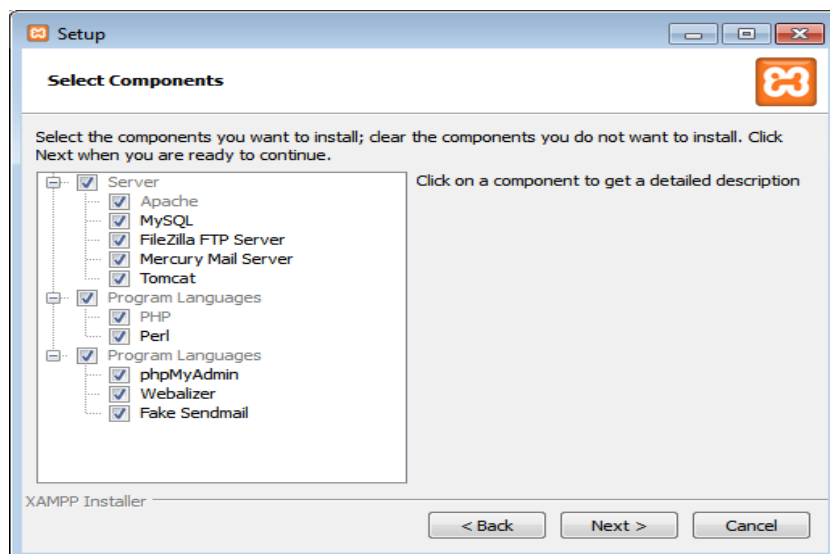 Setup
Select Components
Select the components you want to install; clear the components you do not want to install. Click
Next when you are ready to continue.
Server
Apache
MySQL
FileZilla FTP Server
Mercury Mail Server
Tomcat
Program Languages
PHP
Perl
Program Languages
phpMyAdmin
Webalizer
Fake Sendmail
Click on a component to get a detailed description
XAMPP Installer
< Back
Next >
Cancel